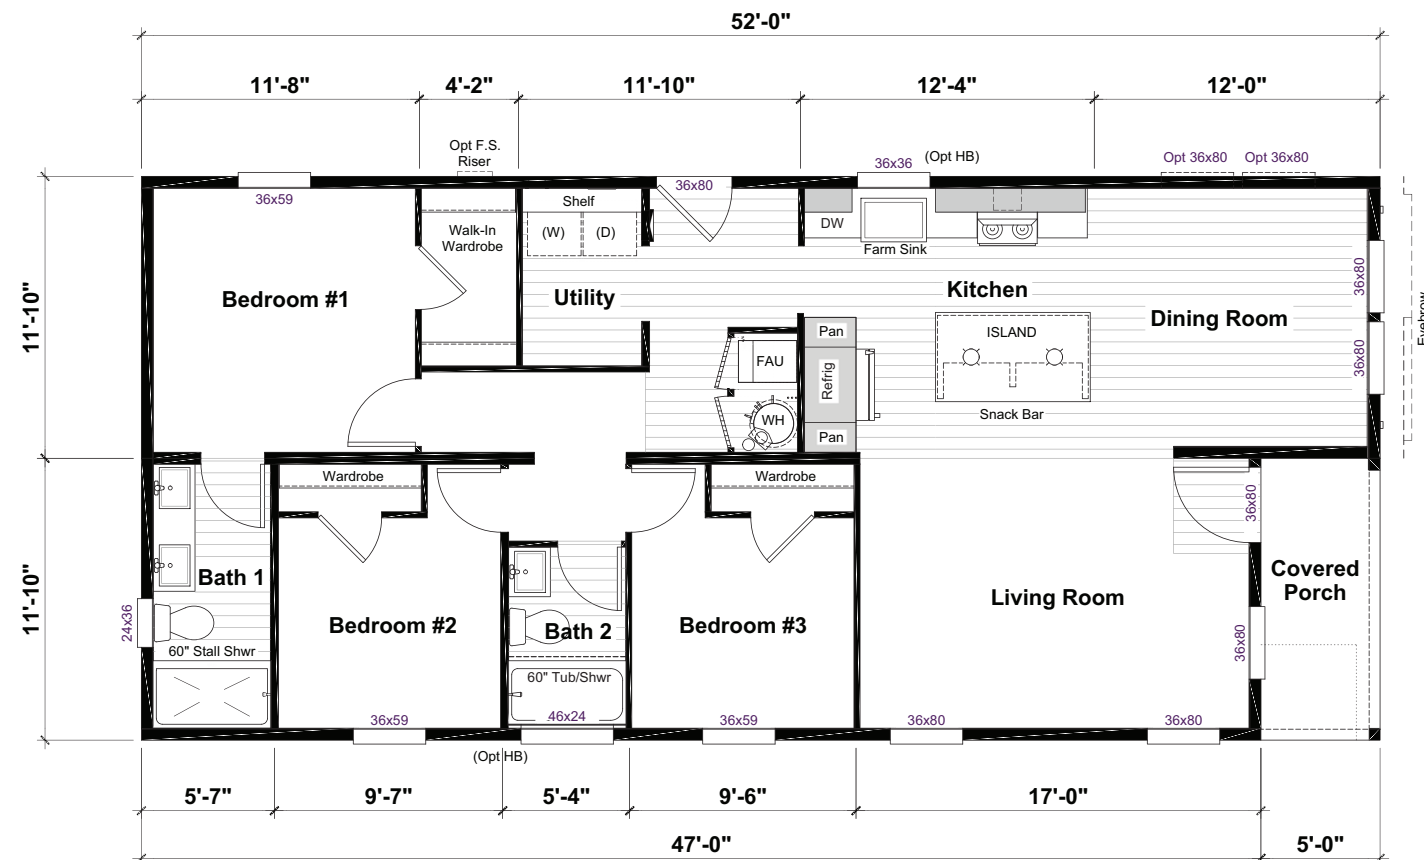 52'-0"
11'-8"
4'-2"
11'-10"
12'-4"
12'-0"
Opt F.S.
Riser
36x36
(Opt HB)
Opt 36x80
Opt 36x80
36x59
36x80
Shelf
(W)
(D)
Walk-In
Wardrobe
DW
Farm Sink
Bedroom #1
Utility
Kitchen
Dining Room
36x80
36x80
Eyebrow
11'-10"
Pan
Refrig
Pan
FAU
WH
ISLAND
Snack Bar
Wardrobe
Wardrobe
36x80
Bath 1
Bedroom #2
Bath 2
Bedroom #3
Living Room
Covered
Porch
11'-10"
24x36
60" Stall Shwr
60" Tub/Shwr
36x80
36x59
46x24
36x59
36x80
36x80
(Opt HB)
5'-7"
9'-7"
5'-4"
9'-6"
17'-0"
47'-0"
5'-0"